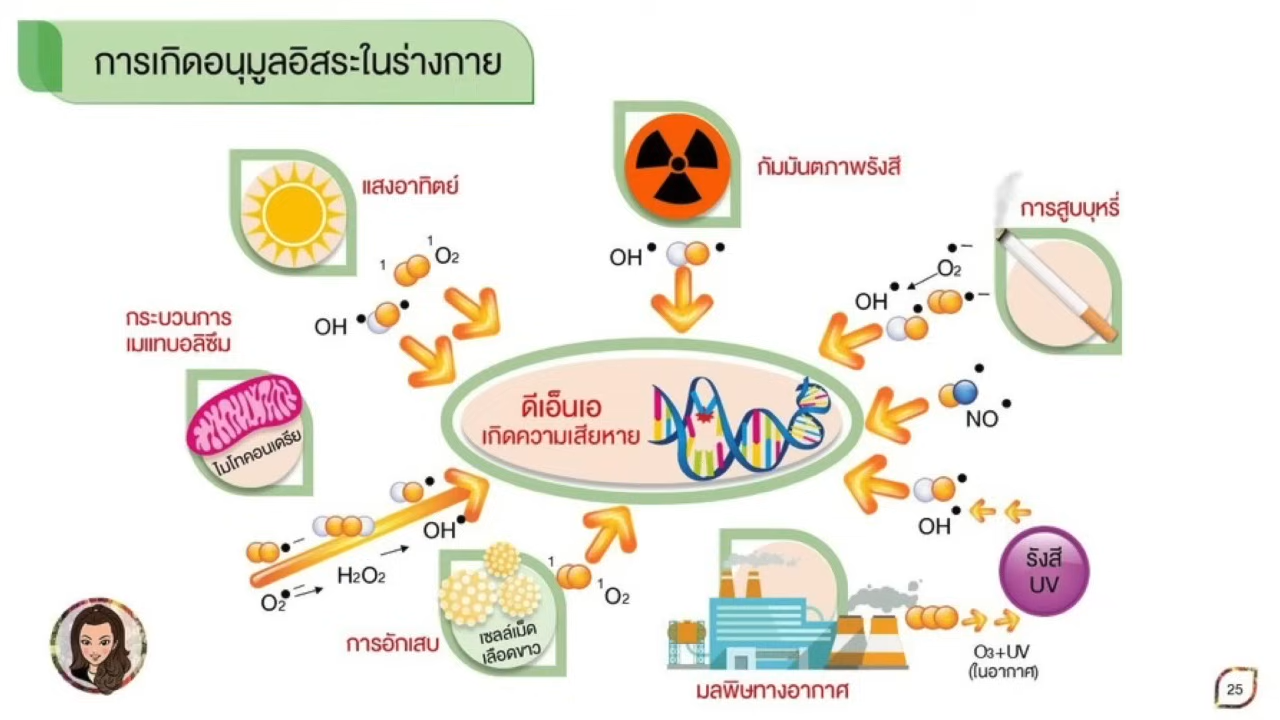 การเกิดอนุมูลอิสระในร่างกาย
แสงอาทิตย์
กัมมันตภาพรังสี
การสูบบุหรี่
¹O₂
1
OH•
OH•
•−
O₂
OH•
•−
กระบวนการ
เมแทบอลิซึม
ไมโทคอนเดรีย
ดีเอ็นเอ
เกิดความเสียหาย
NO•
OH•
OH•
H₂O₂
O₂•−
รังสี
UV
1
¹O₂
การอักเสบ
เซลล์เม็ด
เลือดขาว
O₃+UV
(ในอากาศ)
มลพิษทางอากาศ
25